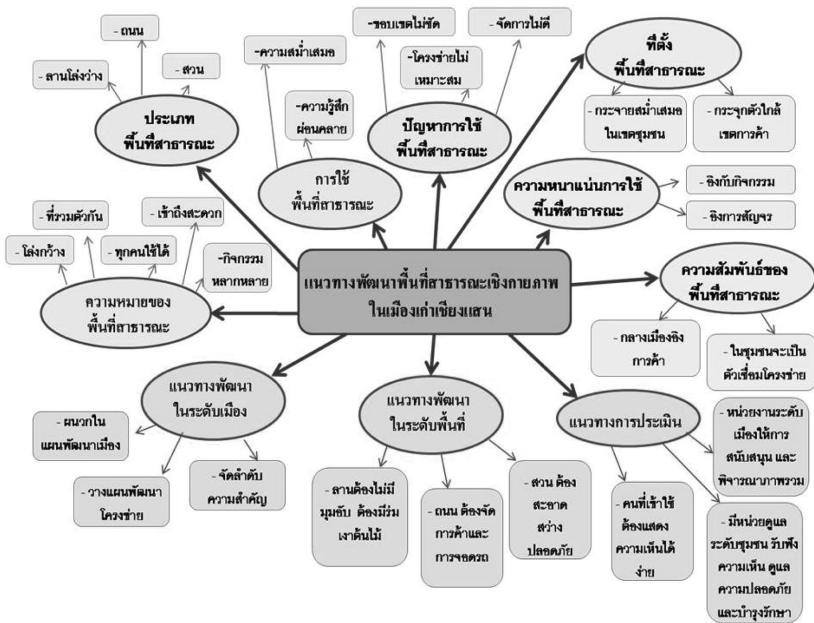 - ถนน
- ลานโล่งว่าง
- สวน
ประเภท
พื้นที่สาธารณะ
- ความสม่ำเสมอ
-ความรู้สึก
ผ่อนคลาย
การใช้
พื้นที่สาธารณะ
-ขอบเขตไม่ชัด
- จัดการไม่ดี
-โครงข่ายไม่
เหมาะสม
ปัญหาการใช้
พื้นที่สาธารณะ
ที่ตั้ง
พื้นที่สาธารณะ
- กระจายสม่ำเสมอ
ในเขตชุมชน
- กระจุกตัวใกล้
เขตการค้า
ความหนาแน่นการใช้
พื้นที่สาธารณะ
- อิงกับกิจกรรม
- อิงการสัญจร
- ที่รวมตัวกัน
- เข้าถึงสะดวก
- โล่งกว้าง
- ทุกคนใช้ได้
-กิจกรรม
หลากหลาย
ความหมายของ
พื้นที่สาธารณะ
แนวทางพัฒนาพื้นที่สาธารณะเชิงกายภาพ
ในเมืองเก่าเชียงแสน
ความสัมพันธ์ของ
พื้นที่สาธารณะ
- กลางเมืองอิง
การค้า
- ในชุมชนจะเป็น
ตัวเชื่อมโครงข่าย
แนวทางพัฒนา
ในระดับเมือง
- ผนวกใน
แผนพัฒนาเมือง
- วางแผนพัฒนา
โครงข่าย
- จัดลำดับ
ความสำคัญ
แนวทางพัฒนา
ในระดับพื้นที่
- ลานต้องไม่มี
มุมอับ ต้องมีร่ม
เงาต้นไม้
- ถนน ต้องจัด
การค้าและ
การจอดรถ
- สวน ต้อง
สะอาด
สว่าง
ปลอดภัย
แนวทางการประเมิน
- หน่วยงานระดับ
เมืองให้การ
สนับสนุน และ
พิจารณาภาพรวม
- คนที่เข้าใช้
ต้องแสดง
ความเห็นได้
ง่าย
- มีหน่วยดูแล
ระดับชุมชน รับฟัง
ความเห็น ดูแล
ความปลอดภัย
และบำรุงรักษา